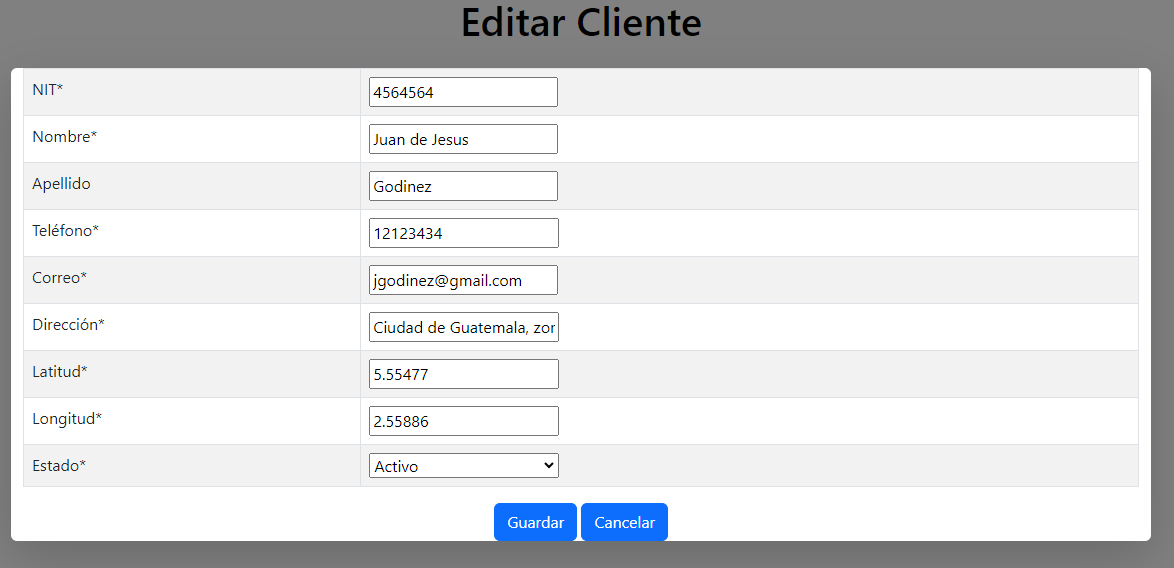 Editar Cliente
NIT* 4564564
Nombre* Juan de Jesus
Apellido Godinez
Teléfono* 12123434
Correo* jgodinez@gmail.com
Dirección* Ciudad de Guatemala, zor
Latitud* 5.55477
Longitud* 2.55886
Estado* Activo
Guardar Cancelar